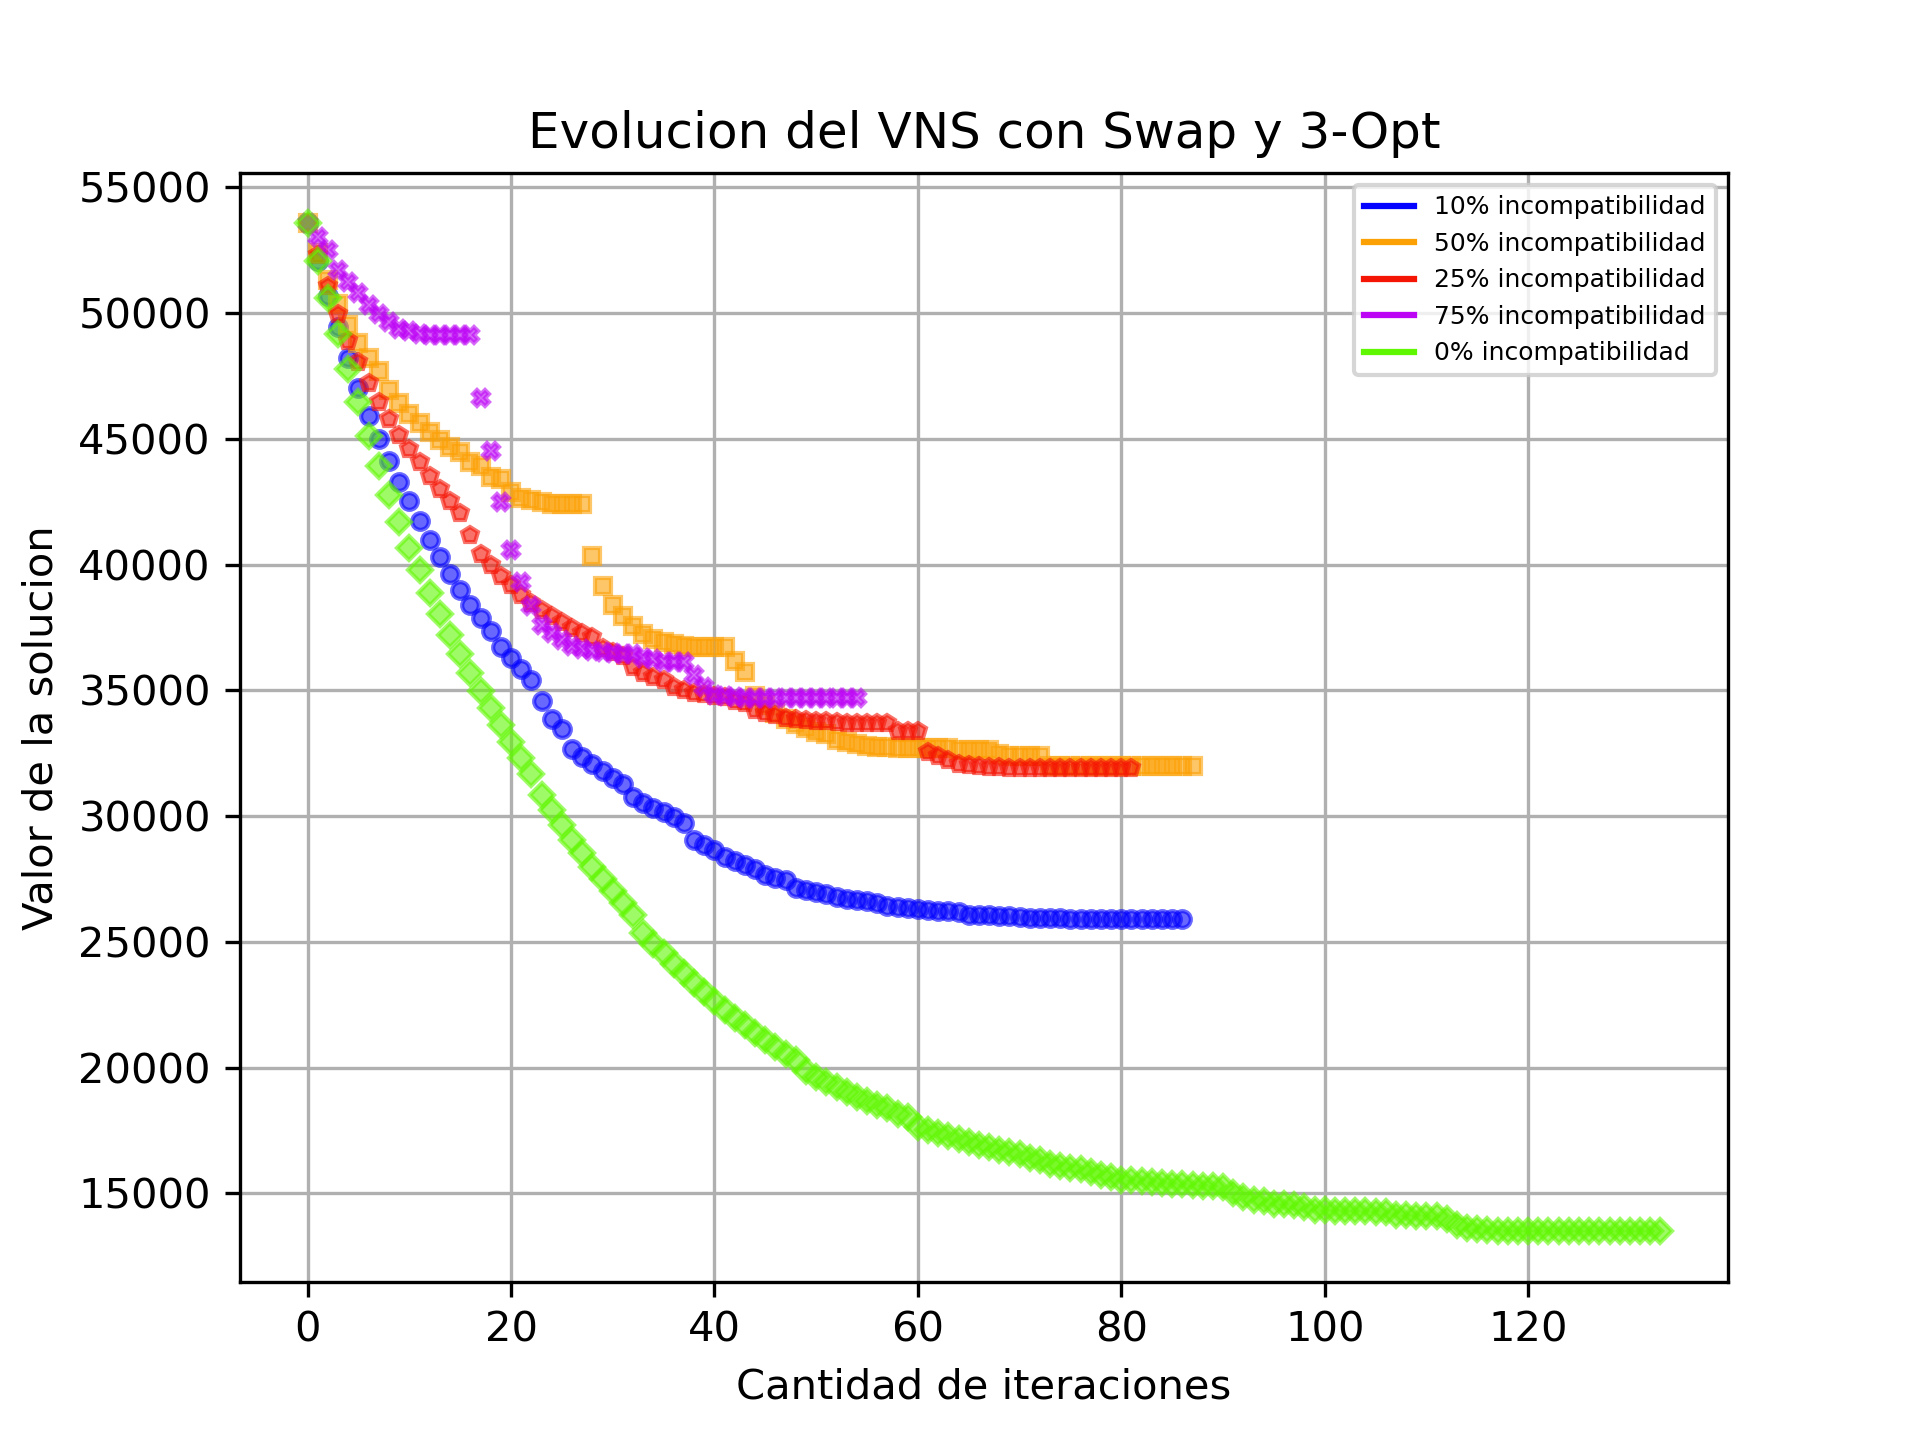 Evolucion del VNS con Swap y 3-Opt
55000
50000
45000
40000
35000
30000
25000
20000
15000
Valor de la solucion
10% incompatibilidad
50% incompatibilidad
25% incompatibilidad
75% incompatibilidad
0% incompatibilidad
0 20 40 60 80 100 120
Cantidad de iteraciones